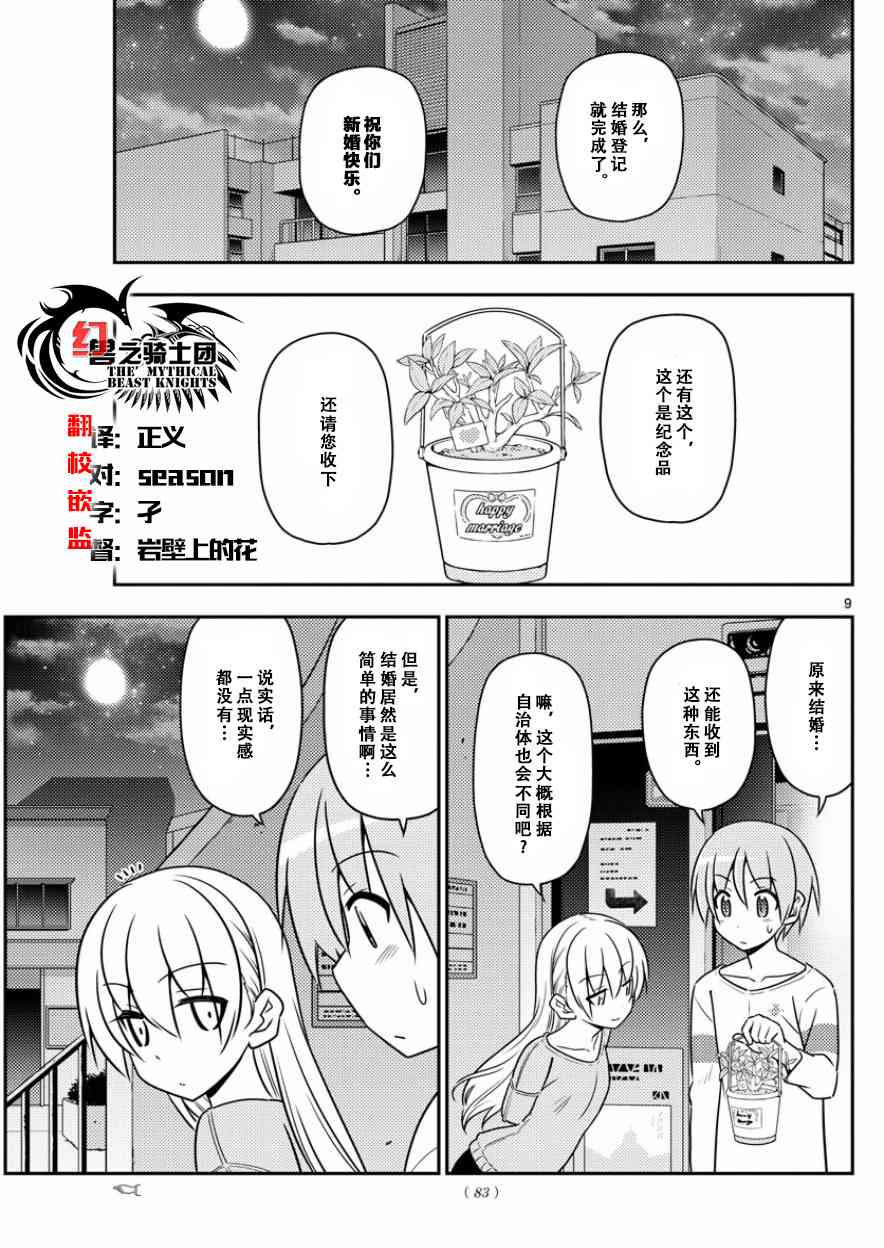 那么，
结婚登记
就完成了。
祝你们
新婚快乐。
还有这个，
这个是纪念品
还请您收下
happy
marriage
幻兽之骑士团
THE MYTHICAL
BEAST KNIGHTS
翻译：正义
校对：season
嵌字：孑
监督：岩壁上的花
9
原来结婚…
还能收到
这种东西。
嘛，这个大概根据
自治体也会不同吧？
但是，
结婚居然是这么
简单的事情啊…
说实话，
一点现实感
都没有…
（83）